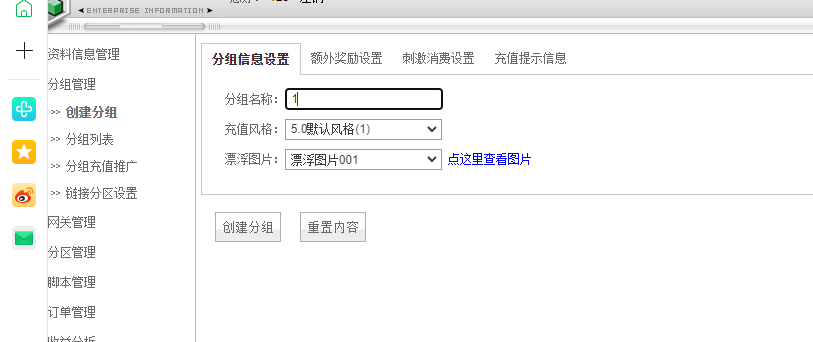 ENTERPRISE INFORMATION
资料信息管理
分组管理
>> 创建分组
>> 分组列表
>> 分组充值推广
>> 链接分区设置
网关管理
分区管理
脚本管理
订单管理
收益分析
分组信息设置 额外奖励设置 刺激消费设置 充值提示信息
分组名称: 1
充值风格: 5.0默认风格(1)
漂浮图片: 漂浮图片001 点这里查看图片
创建分组 重置内容